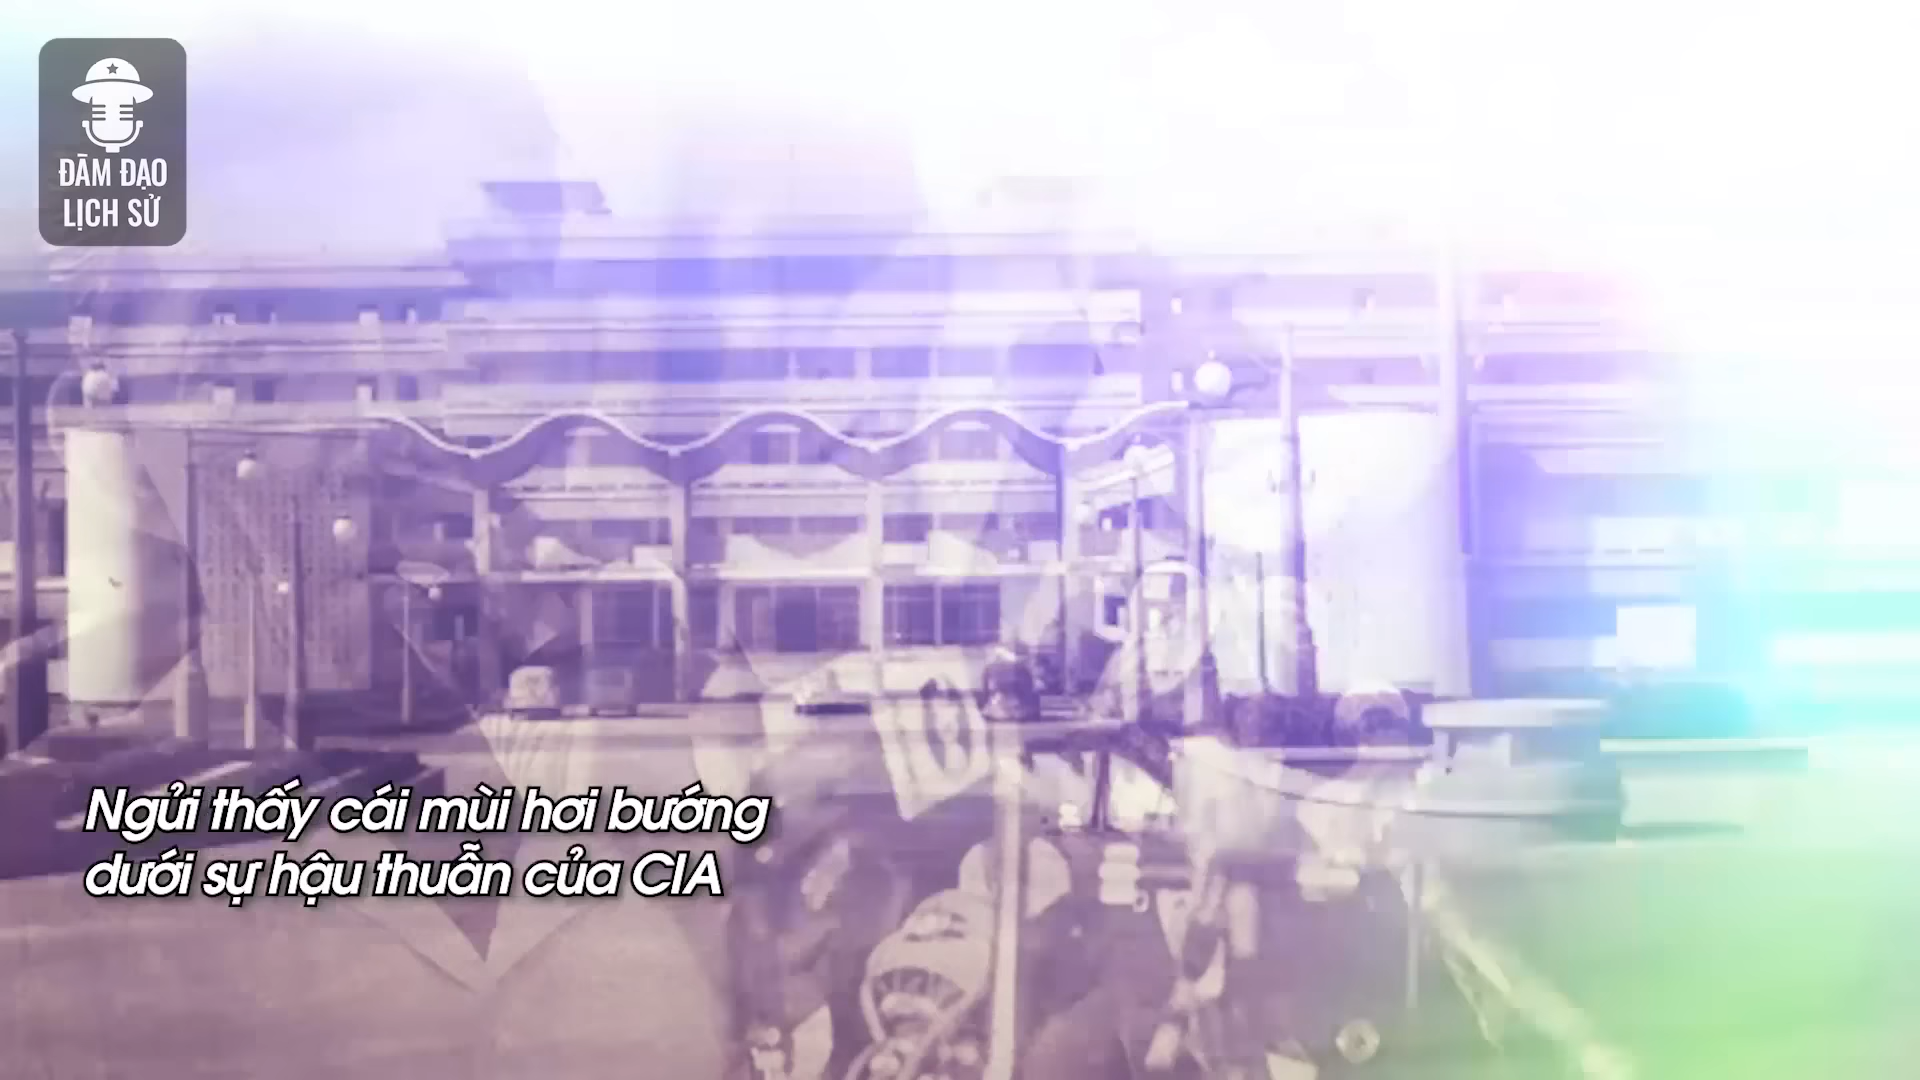 ĐÀM ĐẠO
LỊCH SỬ
Ngửi thấy cái mùi hơi bướng
dưới sự hậu thuẫn của CIA